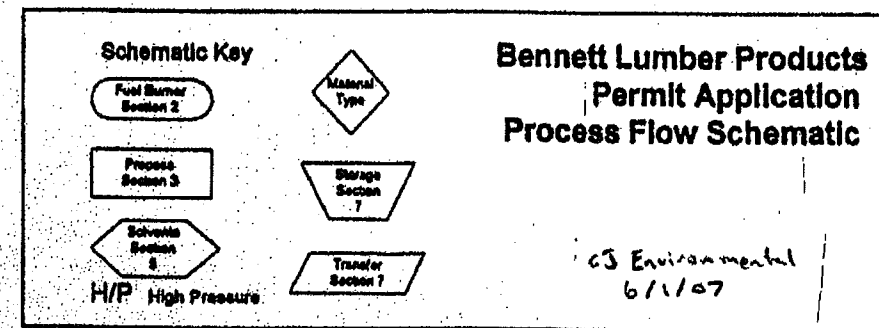 Schematic Key
Fuel Burner
Section 2
Process
Section 3
Solvents
Section
H/P High Pressure
Material
Type
Storage
Section
7
Transfer
Section 7
Bennett Lumber Products
Permit Application
Process Flow Schematic
CJ Environmental
6/1/07